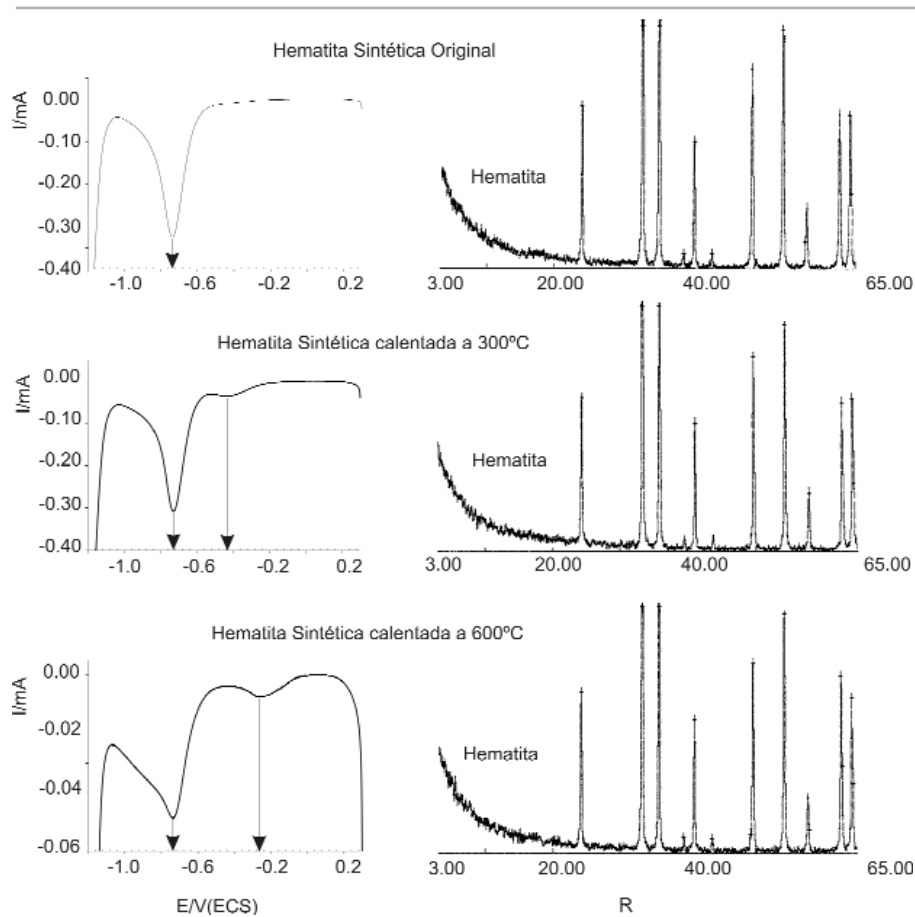 Hematita Sintética Original
I/mA
0.00
-0.10
-0.20
-0.30
-0.40
-1.0 -0.6 -0.2 0.2
Hematita
3.00 20.00 40.00 65.00
Hematita Sintética calentada a 300ºC
I/mA
0.00
-0.10
-0.20
-0.30
-0.40
-1.0 -0.6 -0.2 0.2
Hematita
3.00 20.00 40.00 65.00
Hematita Sintética calentada a 600ºC
I/mA
0.00
-0.02
-0.04
-0.06
-1.0 -0.6 -0.2 0.2
E/V(ECS)
Hematita
3.00 20.00 40.00 65.00
R